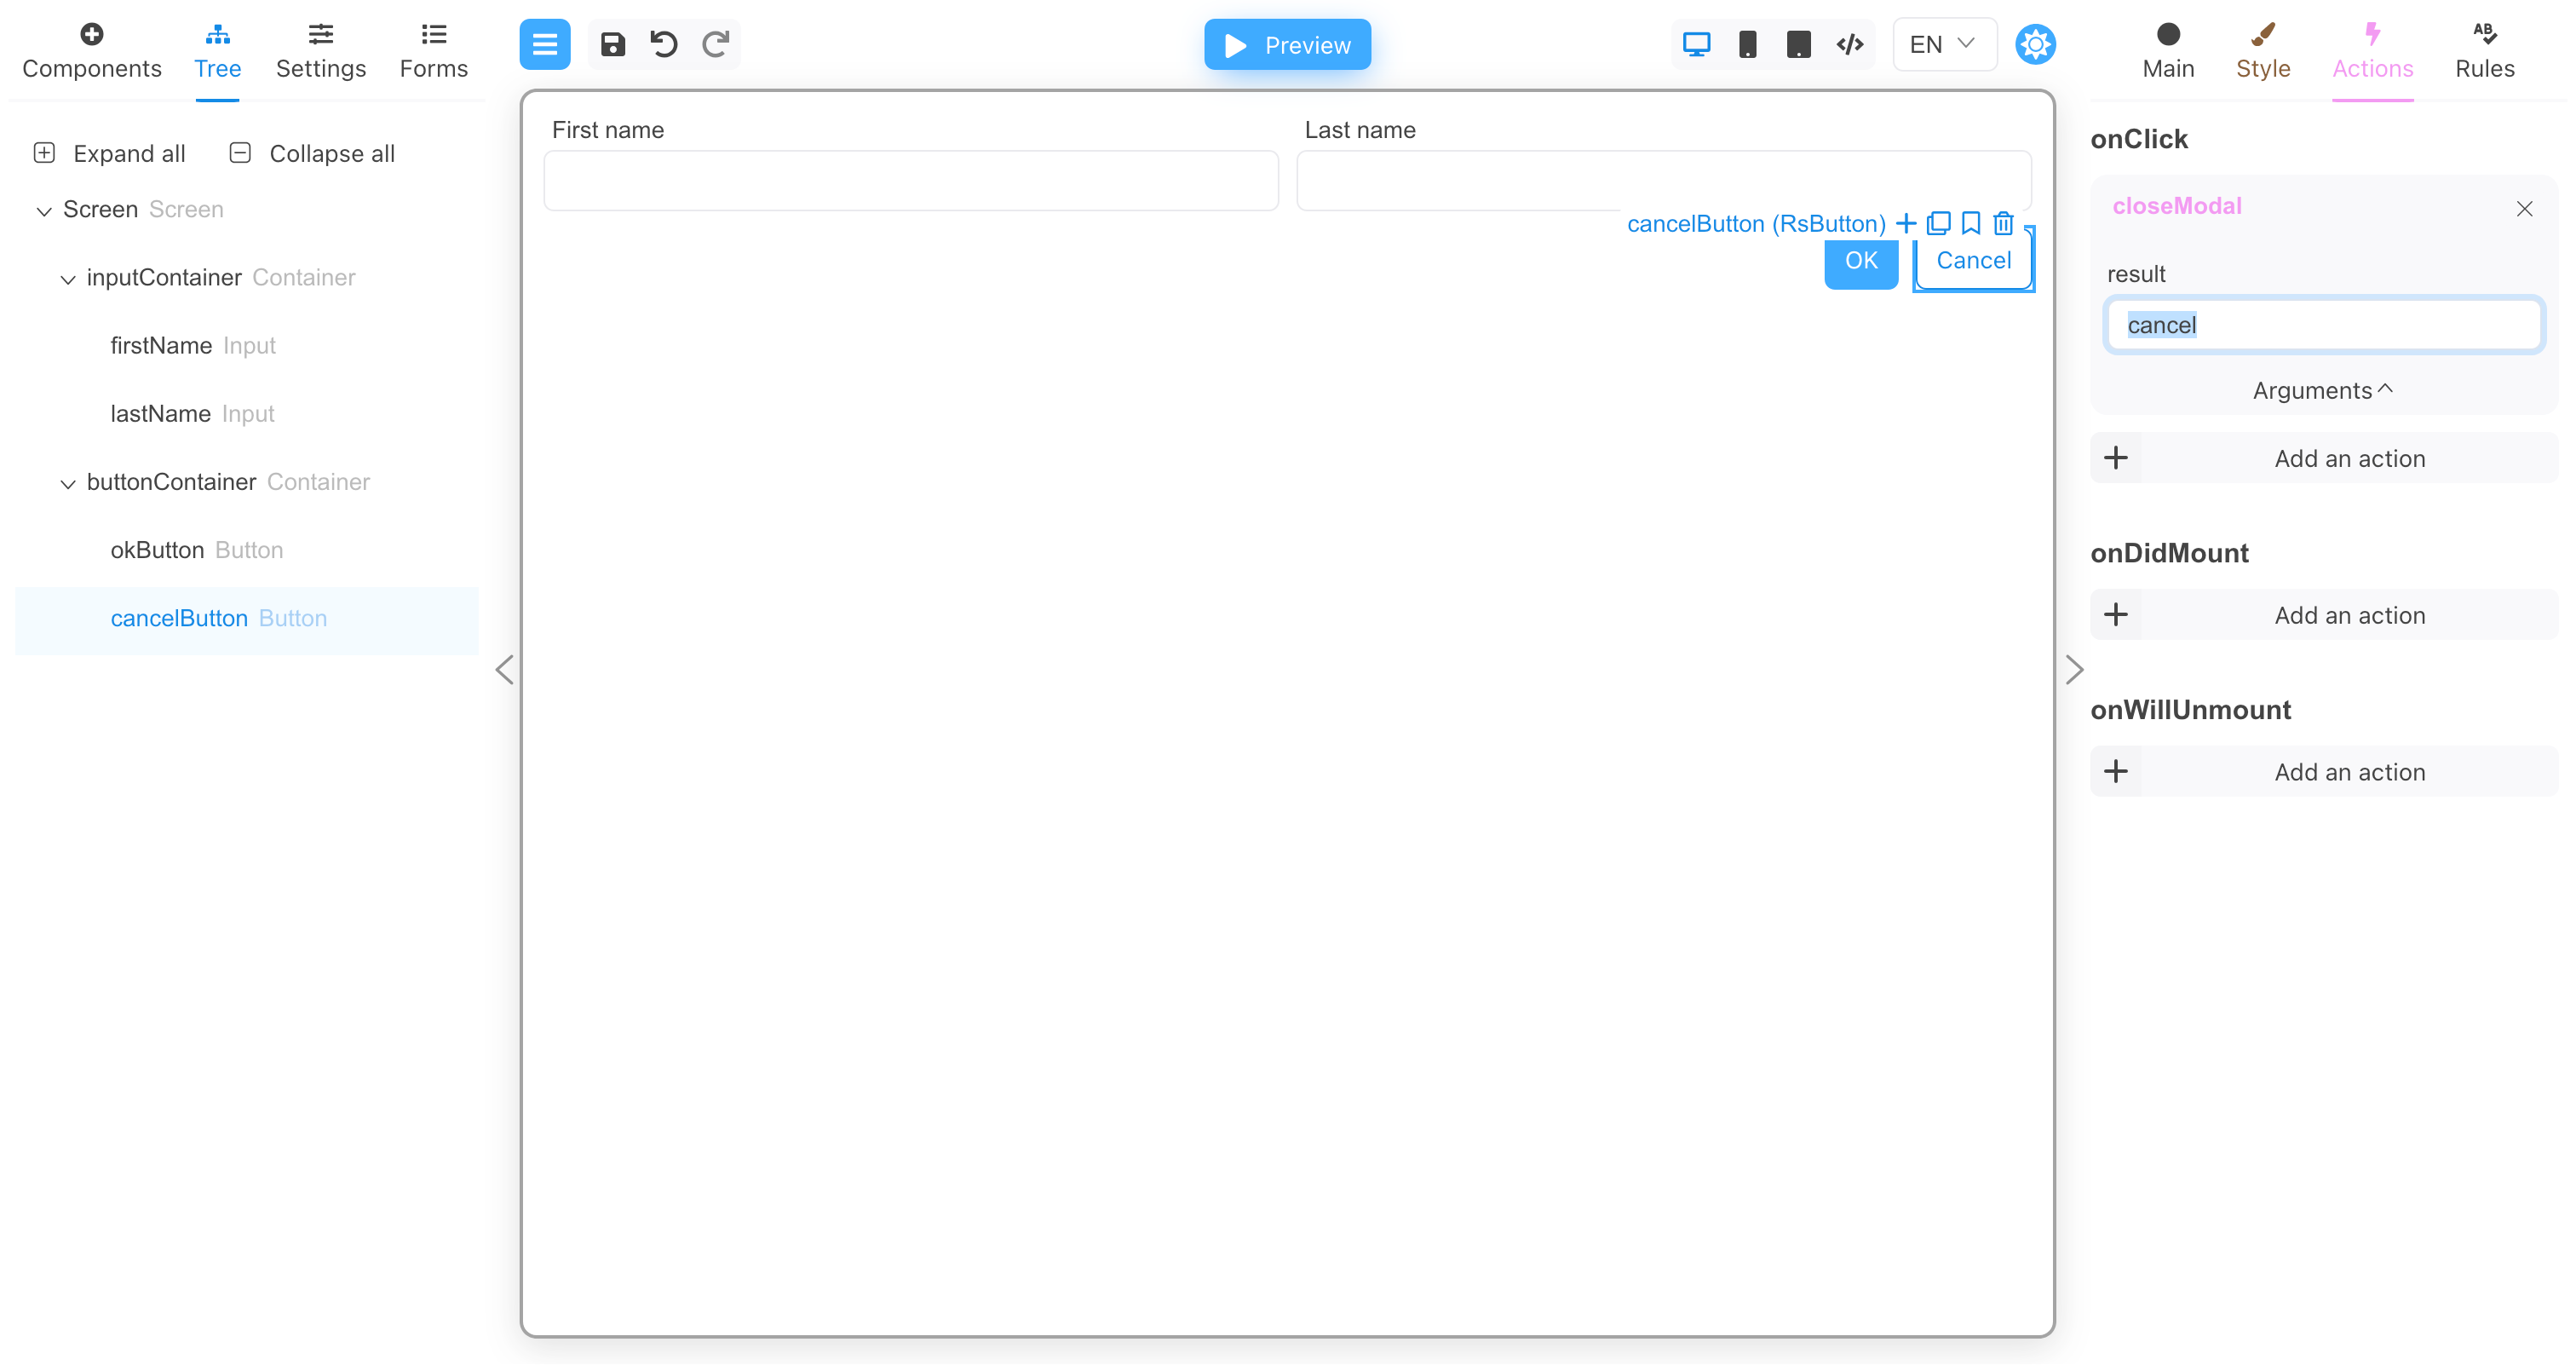 Components
Tree
Settings
Forms
Preview
</>
EN
Main
Style
Actions
AB
Rules
Expand all
Collapse all
Screen Screen
inputContainer Container
firstName Input
lastName Input
buttonContainer Container
okButton Button
cancelButton Button
First name
Last name
cancelButton (RsButton)
OK
Cancel
onClick
closeModal
result
cancel
Arguments
Add an action
onDidMount
Add an action
onWillUnmount
Add an action